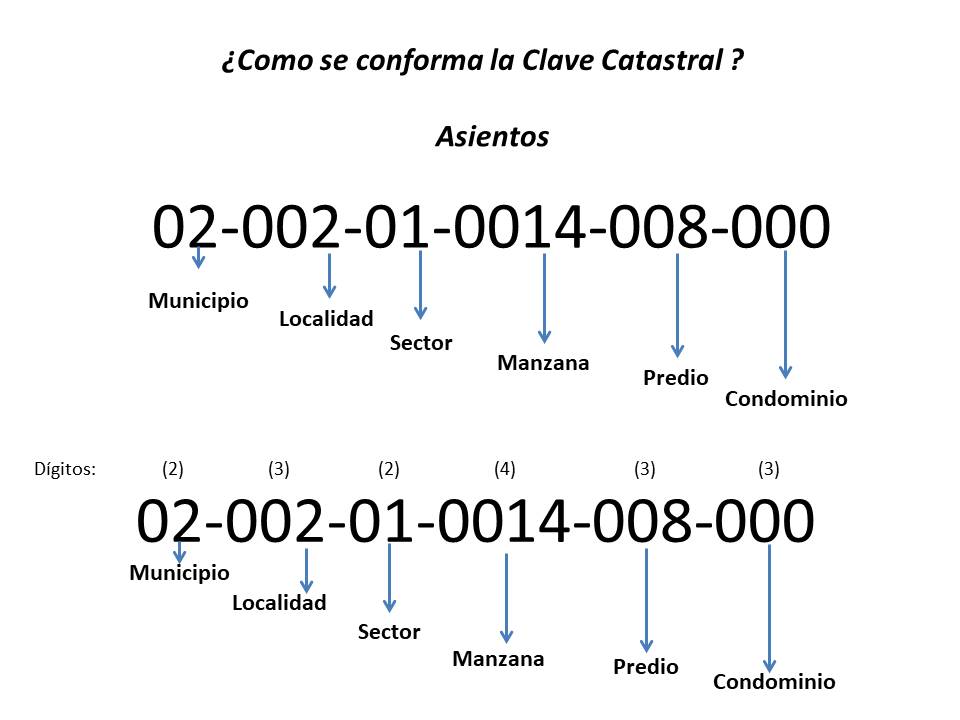 ¿Como se conforma la Clave Catastral ?
Asientos
02-002-01-0014-008-000
Municipio
Localidad
Sector
Manzana
Predio
Condominio
Dígitos: (2) (3) (2) (4) (3) (3)
02-002-01-0014-008-000
Municipio
Localidad
Sector
Manzana
Predio
Condominio